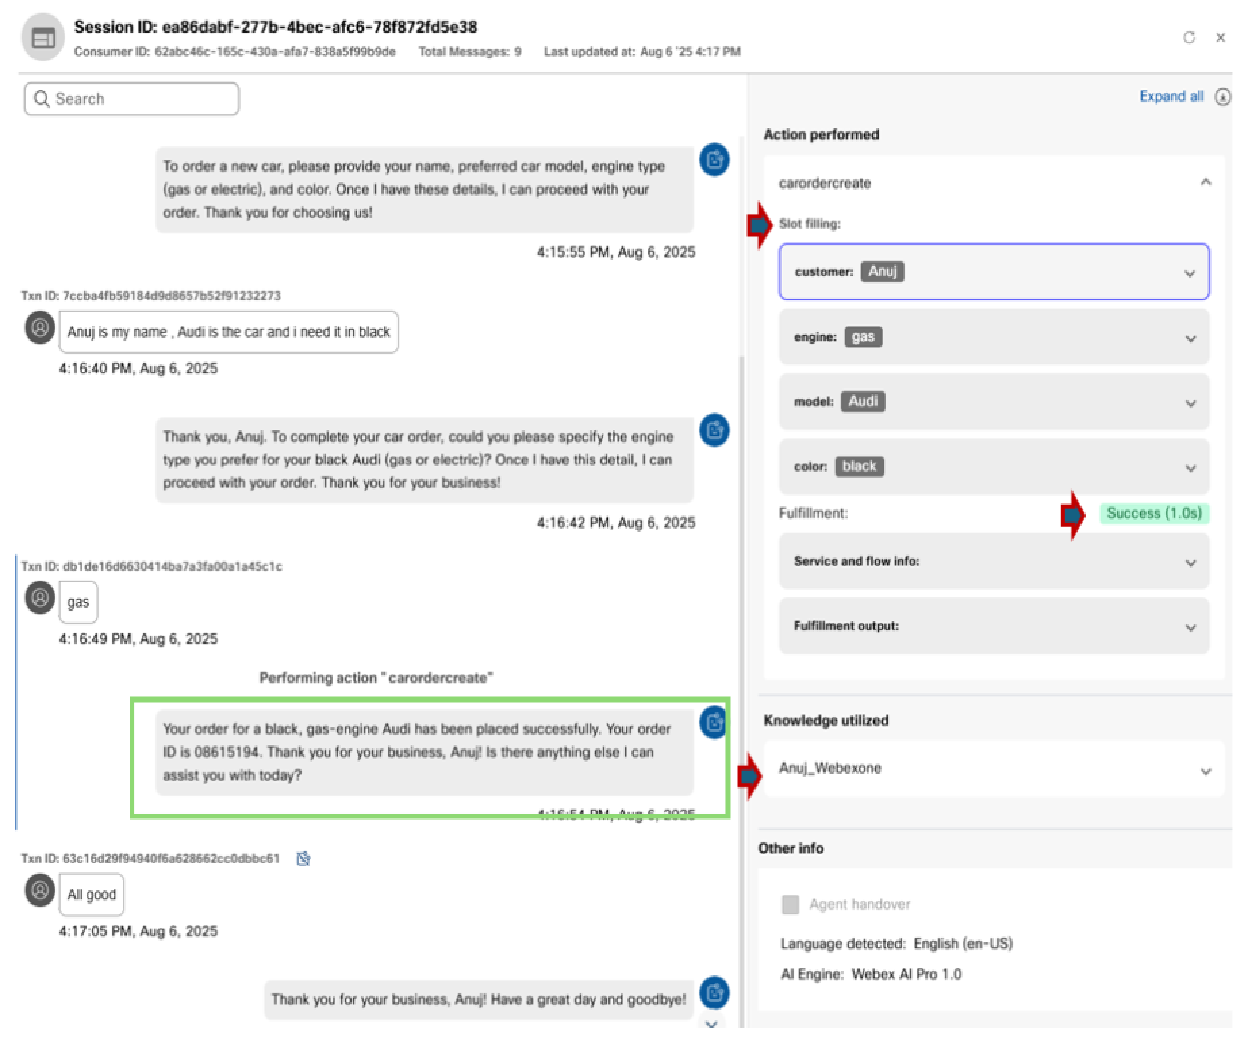 Session ID: ea86dabf-277b-4bec-afc6-78f872fd5e38
Consumer ID: 62abc46c-165c-430a-afa7-838a5f99b9de Total Messages: 9 Last updated at: Aug 6 '25 4:17 PM
Search
To order a new car, please provide your name, preferred car model, engine type
(gas or electric), and color. Once I have these details, I can proceed with your
order. Thank you for choosing us!
4:15:55 PM, Aug 6, 2025
Txn ID: 7ccba4fb59184d9d8657b52f91232273
Anuj is my name , Audi is the car and i need it in black
4:16:40 PM, Aug 6, 2025
Thank you, Anuj. To complete your car order, could you please specify the engine
type you prefer for your black Audi (gas or electric)? Once I have this detail, I can
proceed with your order. Thank you for your business!
4:16:42 PM, Aug 6, 2025
Txn ID: db1de16d6630414ba7a3fa00a1a45c1c
gas
4:16:49 PM, Aug 6, 2025
Performing action "carordercreate"
Your order for a black, gas-engine Audi has been placed successfully. Your order
ID is 08615194. Thank you for your business, Anuj! Is there anything else I can
assist you with today?
4:16:54 PM, Aug 6, 2025
Txn ID: 63c16d29f94940f6a628662cc0dbbc61
All good
4:17:05 PM, Aug 6, 2025
Thank you for your business, Anuj! Have a great day and goodbye!
Expand all
Action performed
carordercreate
Slot filling:
customer: Anuj
engine: gas
model: Audi
color: black
Fulfillment: Success (1.0s)
Service and flow info:
Fulfillment output:
Knowledge utilized
Anuj_Webexone
Other info
Agent handover
Language detected: English (en-US)
AI Engine: Webex AI Pro 1.0